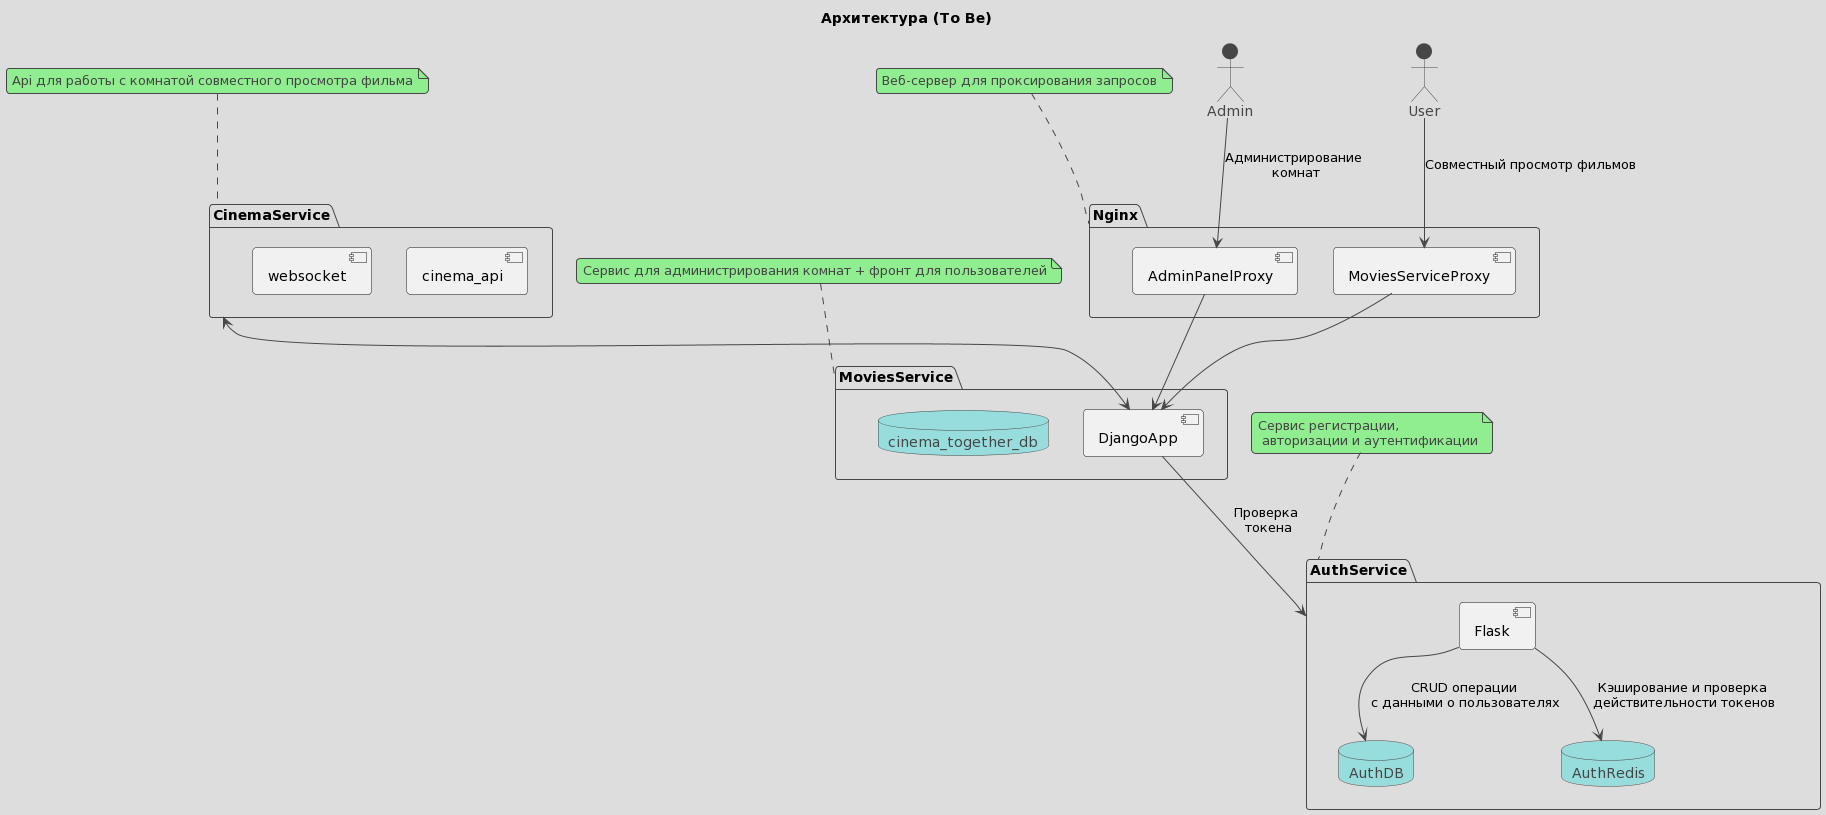 Архитектура (To Be)
Api для работы с комнатой совместного просмотра фильма
Веб-сервер для проксирования запросов
Admin
User
Администрирование
комнат
Совместный просмотр фильмов
CinemaService
websocket
cinema_api
Nginx
AdminPanelProxy
MoviesServiceProxy
Сервис для администрирования комнат + фронт для пользователей
MoviesService
cinema_together_db
DjangoApp
Сервис регистрации,
авторизации и аутентификации
Проверка
токена
AuthService
Flask
CRUD операции
с данными о пользователях
Кэширование и проверка
действительности токенов
AuthDB
AuthRedis